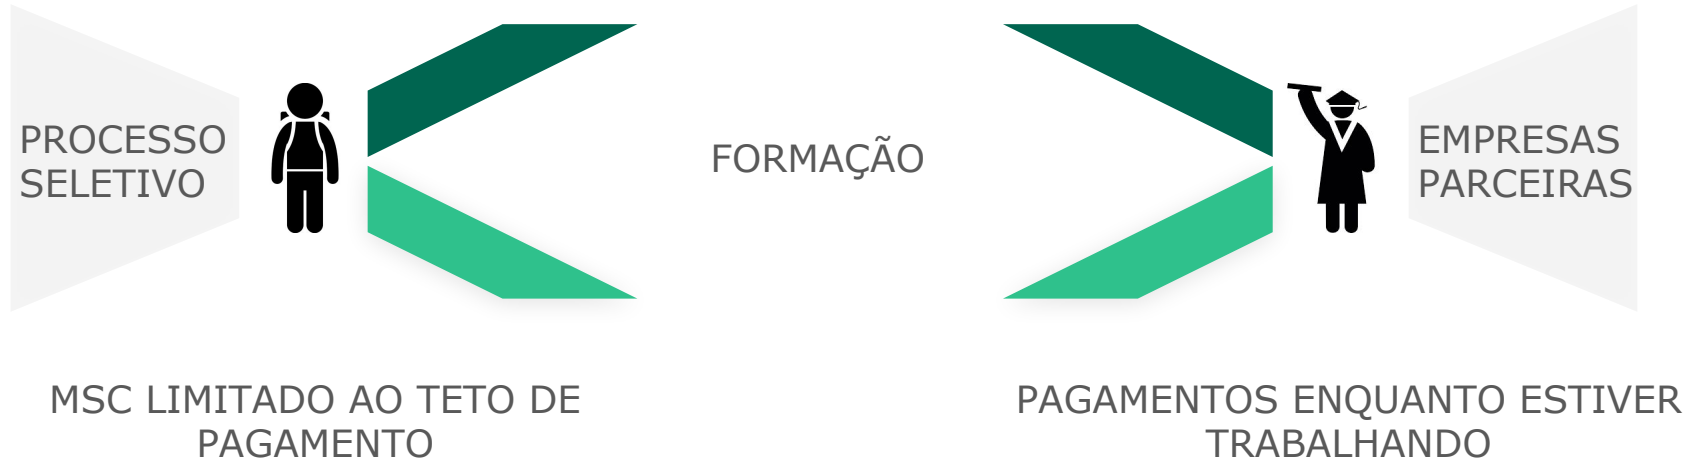 PROCESSO
SELETIVO
FORMAÇÃO
EMPRESAS
PARCEIRAS
MSC LIMITADO AO TETO DE
PAGAMENTO
PAGAMENTOS ENQUANTO ESTIVER
TRABALHANDO